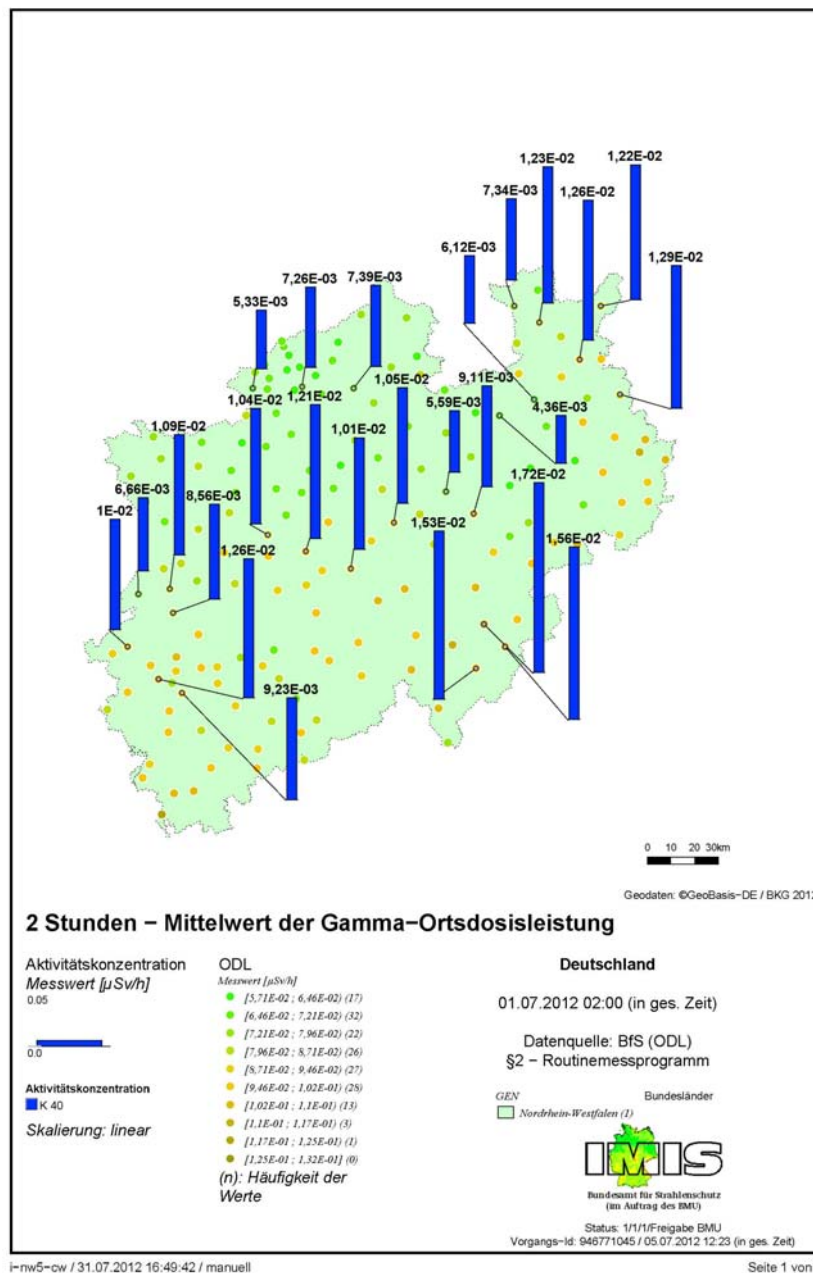 1,23E-02
1,22E-02
7,34E-03
1,26E-02
6,12E-03
1,29E-02
7,26E-03
7,39E-03
5,33E-03
1,05E-02
9,11E-03
1,21E-02
1,04E-02
5,59E-03
4,36E-03
1,09E-02
1,01E-02
1,72E-02
6,66E-03
8,56E-03
1E-02
1,53E-02
1,56E-02
1,26E-02
9,23E-03
0 10 20 30km
Geodaten: ©GeoBasis-DE / BKG 2012
2 Stunden – Mittelwert der Gamma-Ortsdosisleistung
Aktivitätskonzentration
Messwert [µSv/h]
0.05
0.0
Aktivitätskonzentration
K 40
Skalierung: linear
ODL
Messwert [µSv/h]
[5,71E-02 ; 6,46E-02) (17)
[6,46E-02 ; 7,21E-02) (32)
[7,21E-02 ; 7,96E-02) (22)
[7,96E-02 ; 8,71E-02) (26)
[8,71E-02 ; 9,46E-02) (27)
[9,46E-02 ; 1,02E-01) (28)
[1,02E-01 ; 1,1E-01) (13)
[1,1E-01 ; 1,17E-01) (3)
[1,17E-01 ; 1,25E-01) (1)
[1,25E-01 ; 1,32E-01] (0)
(n): Häufigkeit der
Werte
Deutschland
01.07.2012 02:00 (in ges. Zeit)
Datenquelle: BfS (ODL)
§2 – Routinemessprogramm
GEN Bundesländer
Nordrhein-Westfalen (1)
IMIS
Bundesamt für Strahlenschutz
(im Auftrag des BMU)
Status: 1/1/1/Freigabe BMU
Vorgangs-Id: 946771045 / 05.07.2012 12:23 (in ges. Zeit)
i-nw5-cw / 31.07.2012 16:49:42 / manuell
Seite 1 von